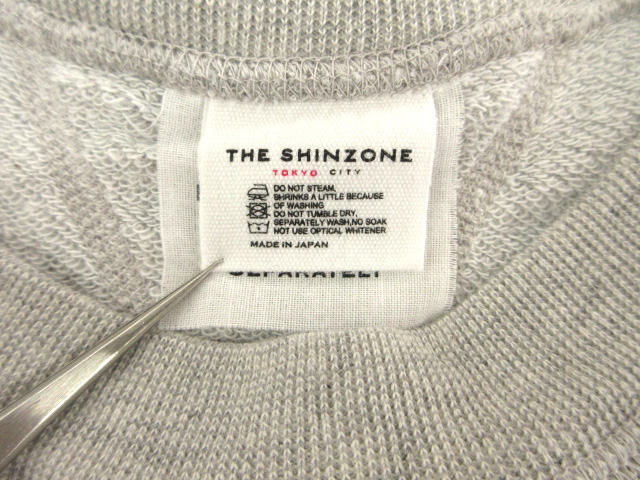 THE SHINZONE
TOKYO CITY
DO NOT STEAM,
SHRINKS A LITTLE BECAUSE
OF WASHING
DO NOT TUMBLE DRY,
SEPARATELY WASH,NO SOAK
NOT USE OPTICAL WHITENER
MADE IN JAPAN
SEPARATELY